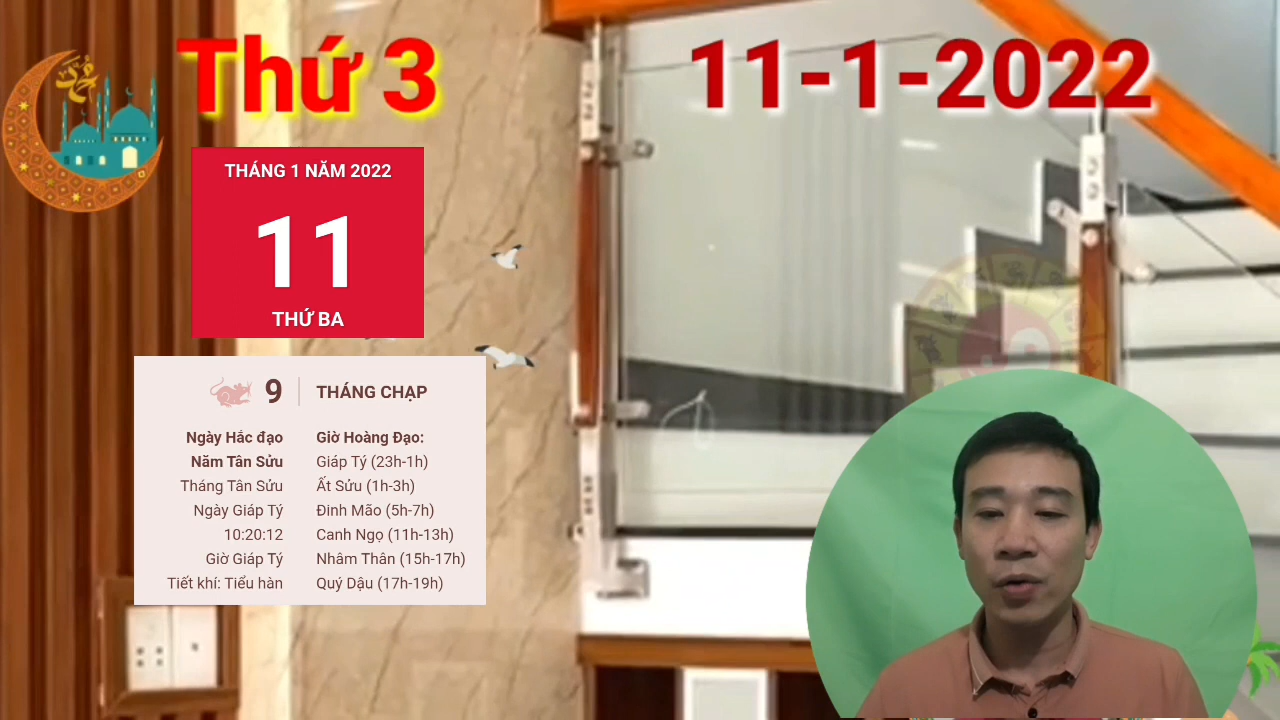 Thứ 3
11-1-2022
THÁNG 1 NĂM 2022
11
THỨ BA
9
THÁNG CHẠP
Ngày Hắc đạo
Năm Tân Sửu
Tháng Tân Sửu
Ngày Giáp Tý
10:20:12
Giờ Giáp Tý
Tiết khí: Tiểu hàn
Giờ Hoàng Đạo:
Giáp Tý (23h-1h)
Ất Sửu (1h-3h)
Đinh Mão (5h-7h)
Canh Ngọ (11h-13h)
Nhâm Thân (15h-17h)
Quý Dậu (17h-19h)